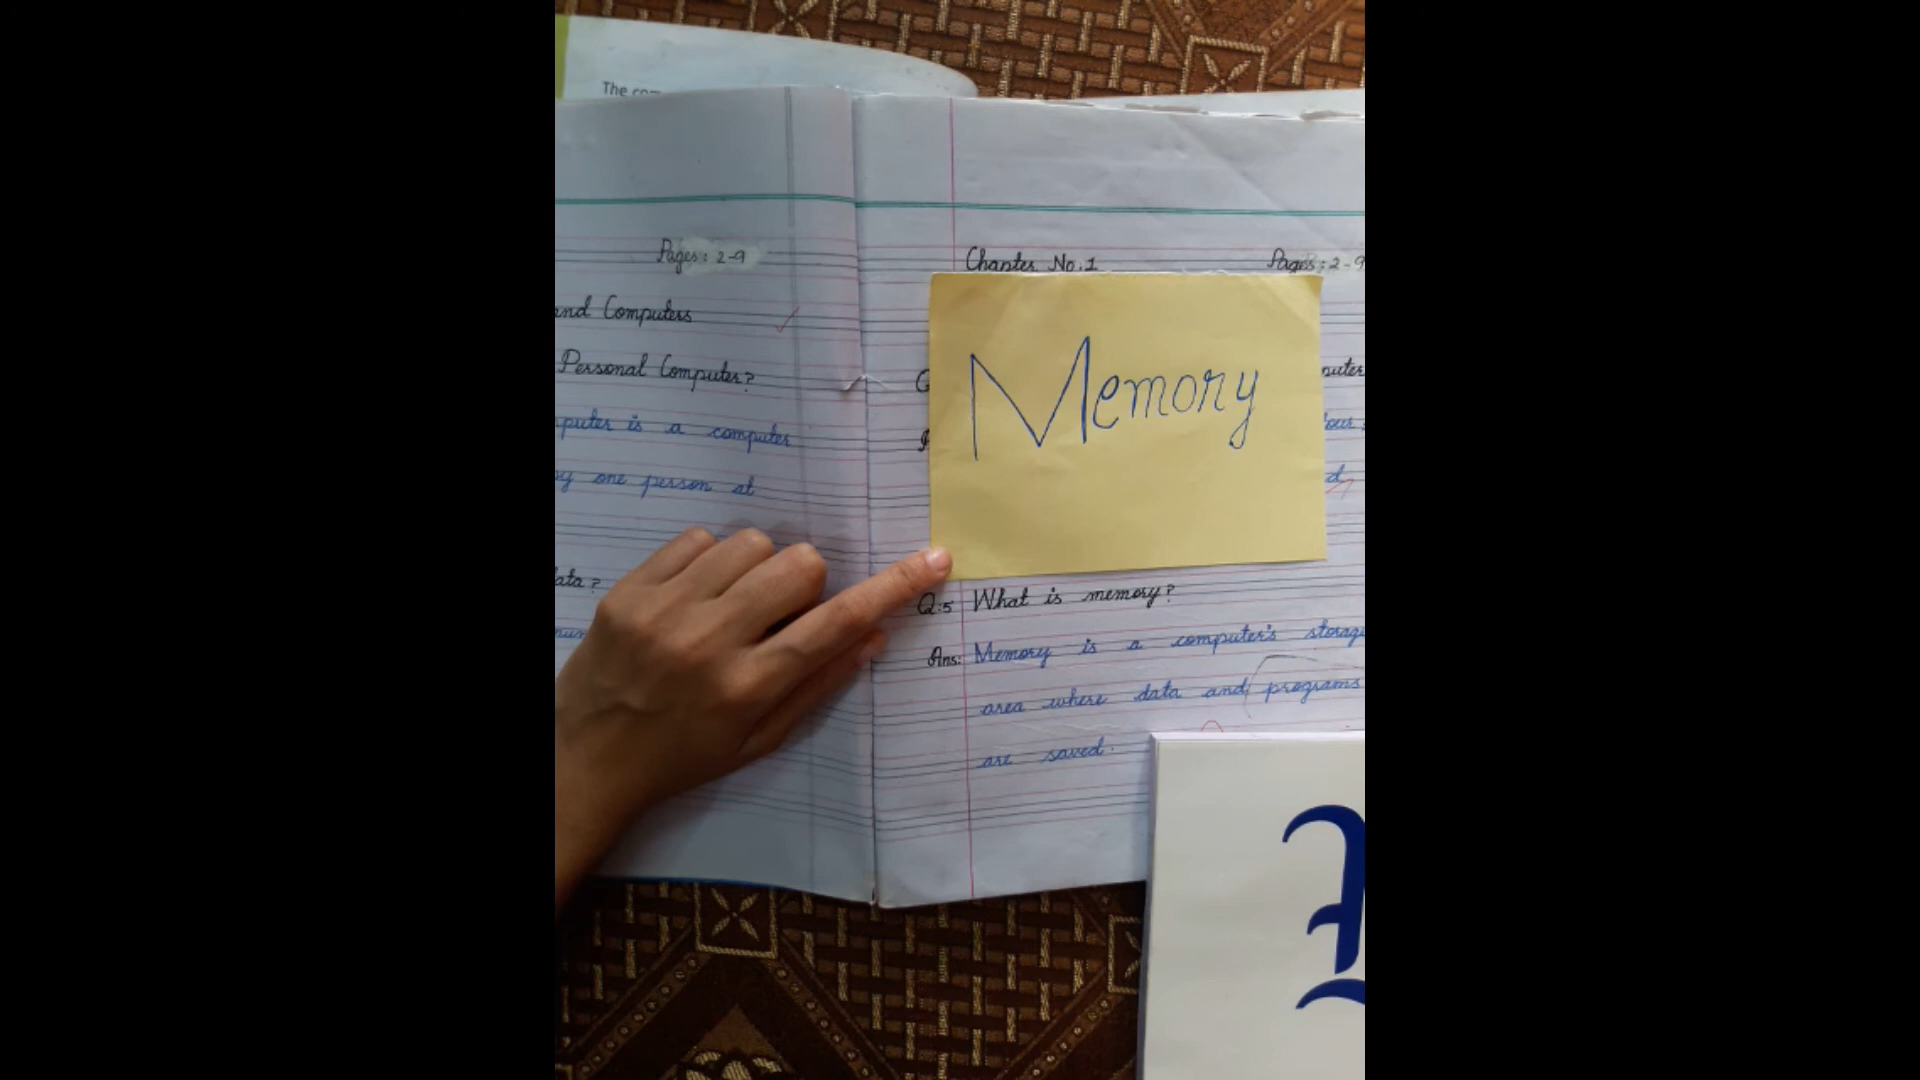 The
Pages: 2-9
and Computers
Personal Computer?
puter is a computer
by one person at
ata?
Chapter No.1
Pages: 2-9
Memory
Q:5 What is memory?
Ans: Memory is a computer's storage
area where data and programs
are saved.